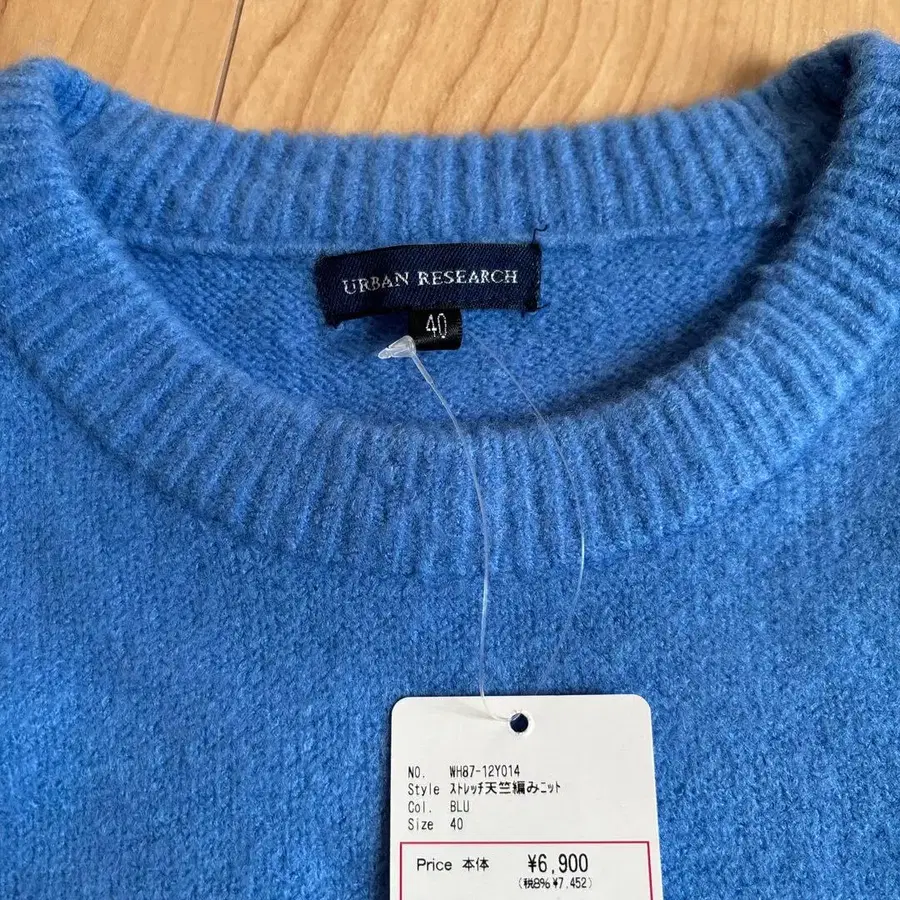 URBAN RESEARCH
40
NO. WH87-12Y014
Style ｽﾄﾚｯﾁ天竺編みﾆｯﾄ
Col. BLU
Size 40
Price 本体 ¥6,900
(税8% ¥7,452)